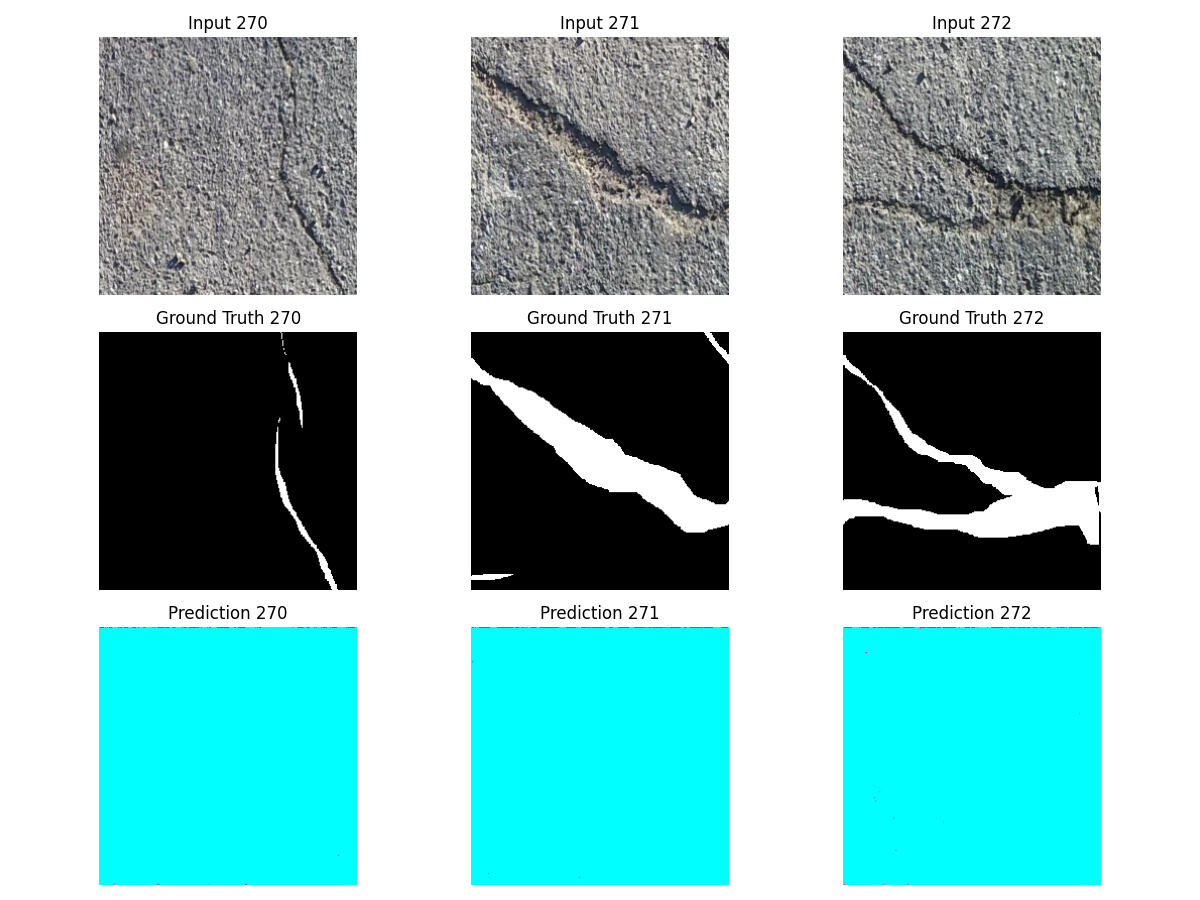 Input 270
Input 271
Input 272
Ground Truth 270
Ground Truth 271
Ground Truth 272
Prediction 270
Prediction 271
Prediction 272